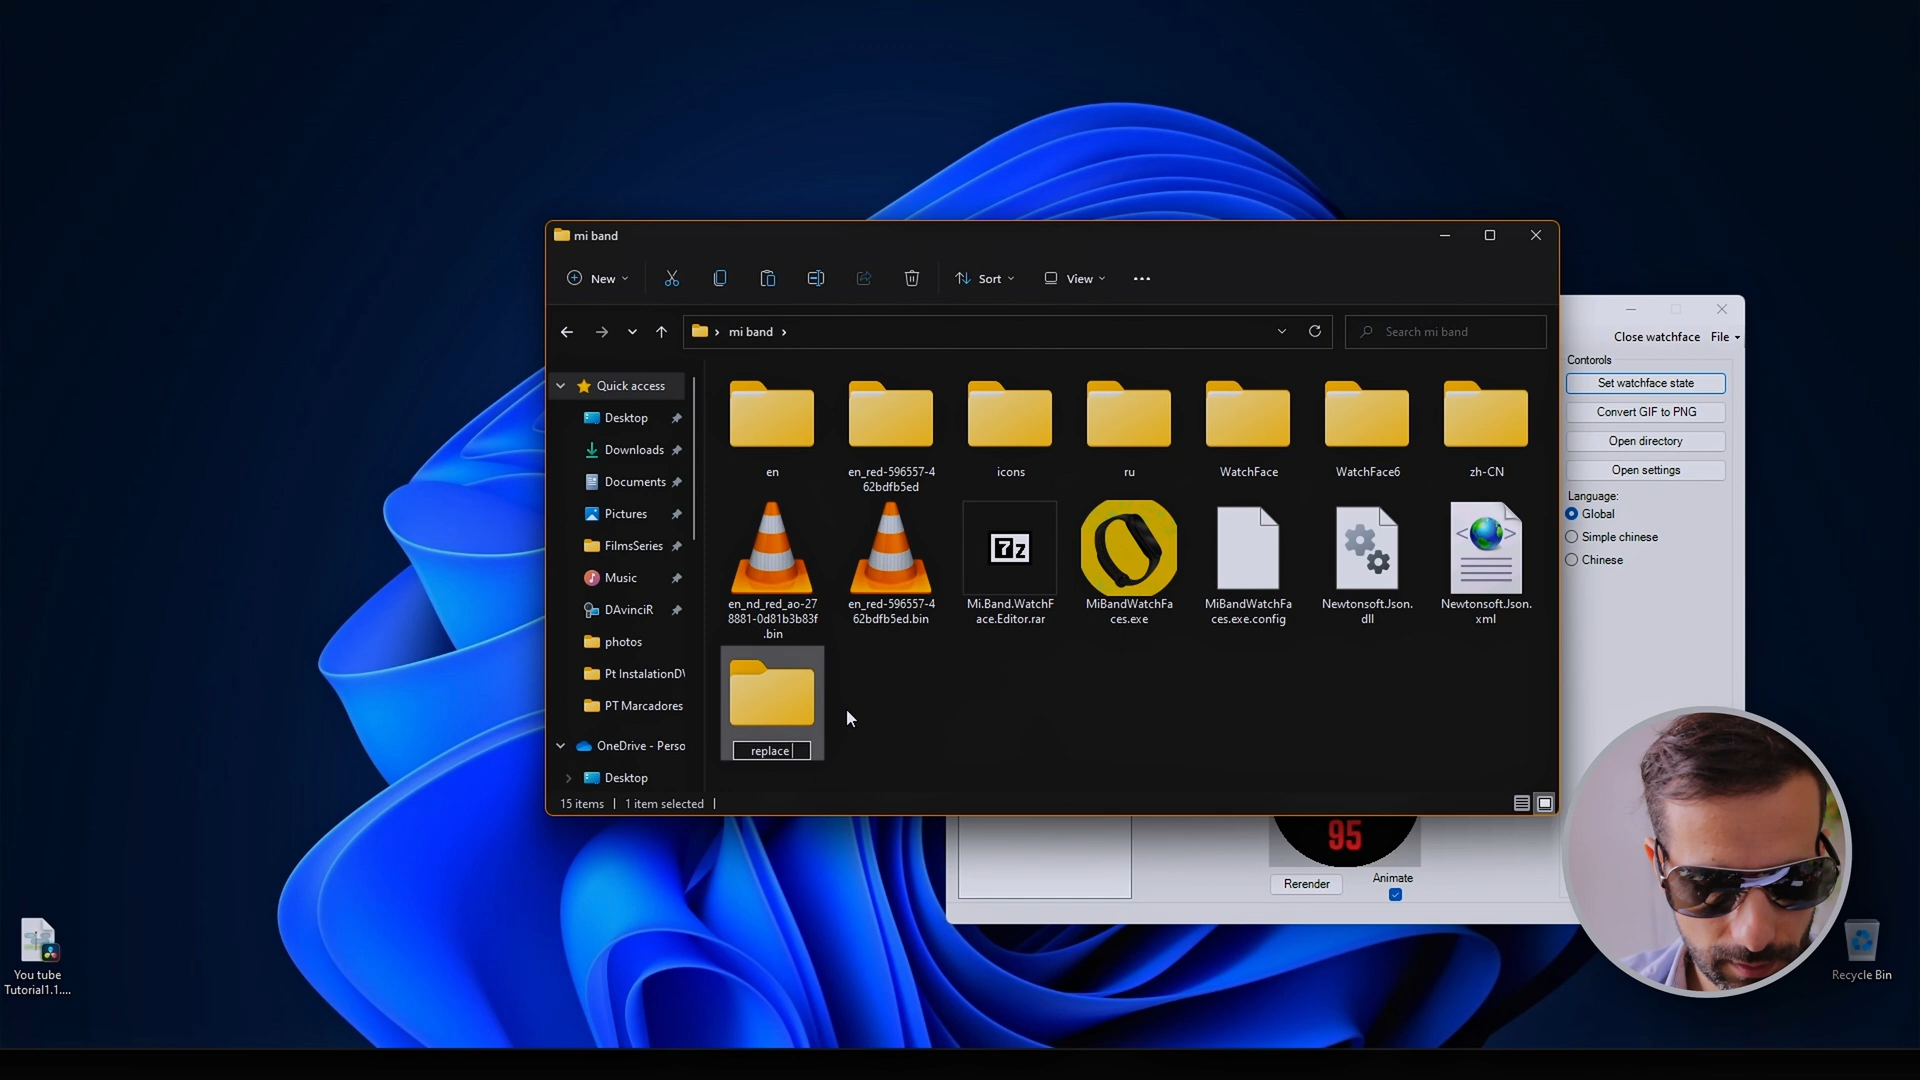 mi band
New
Sort
View
mi band
Search mi band
Quick access
Desktop
Downloads
Documents
Pictures
FilmsSeries
Music
DAvinciR
photos
Pt InstalationDV
PT Marcadores
OneDrive - Perso
Desktop
en
en_red-596557-4
62bdfb5ed
icons
ru
WatchFace
WatchFace6
zh-CN
en_nd_red_ao-27
8881-0d81b3b83f
.bin
en_red-596557-4
62bdfb5ed.bin
7z
Mi.Band.WatchF
ace.Editor.rar
MiBandWatchFa
ces.exe
MiBandWatchFa
ces.exe.config
Newtonsoft.Json.
dll
Newtonsoft.Json.
xml
replace
15 items
1 item selected
Close watchface
File
Contorols
Set watchface state
Convert GIF to PNG
Open directory
Open settings
Language:
Global
Simple chinese
Chinese
95
Rerender
Animate
You tube
Tutorial1.1....
Recycle Bin